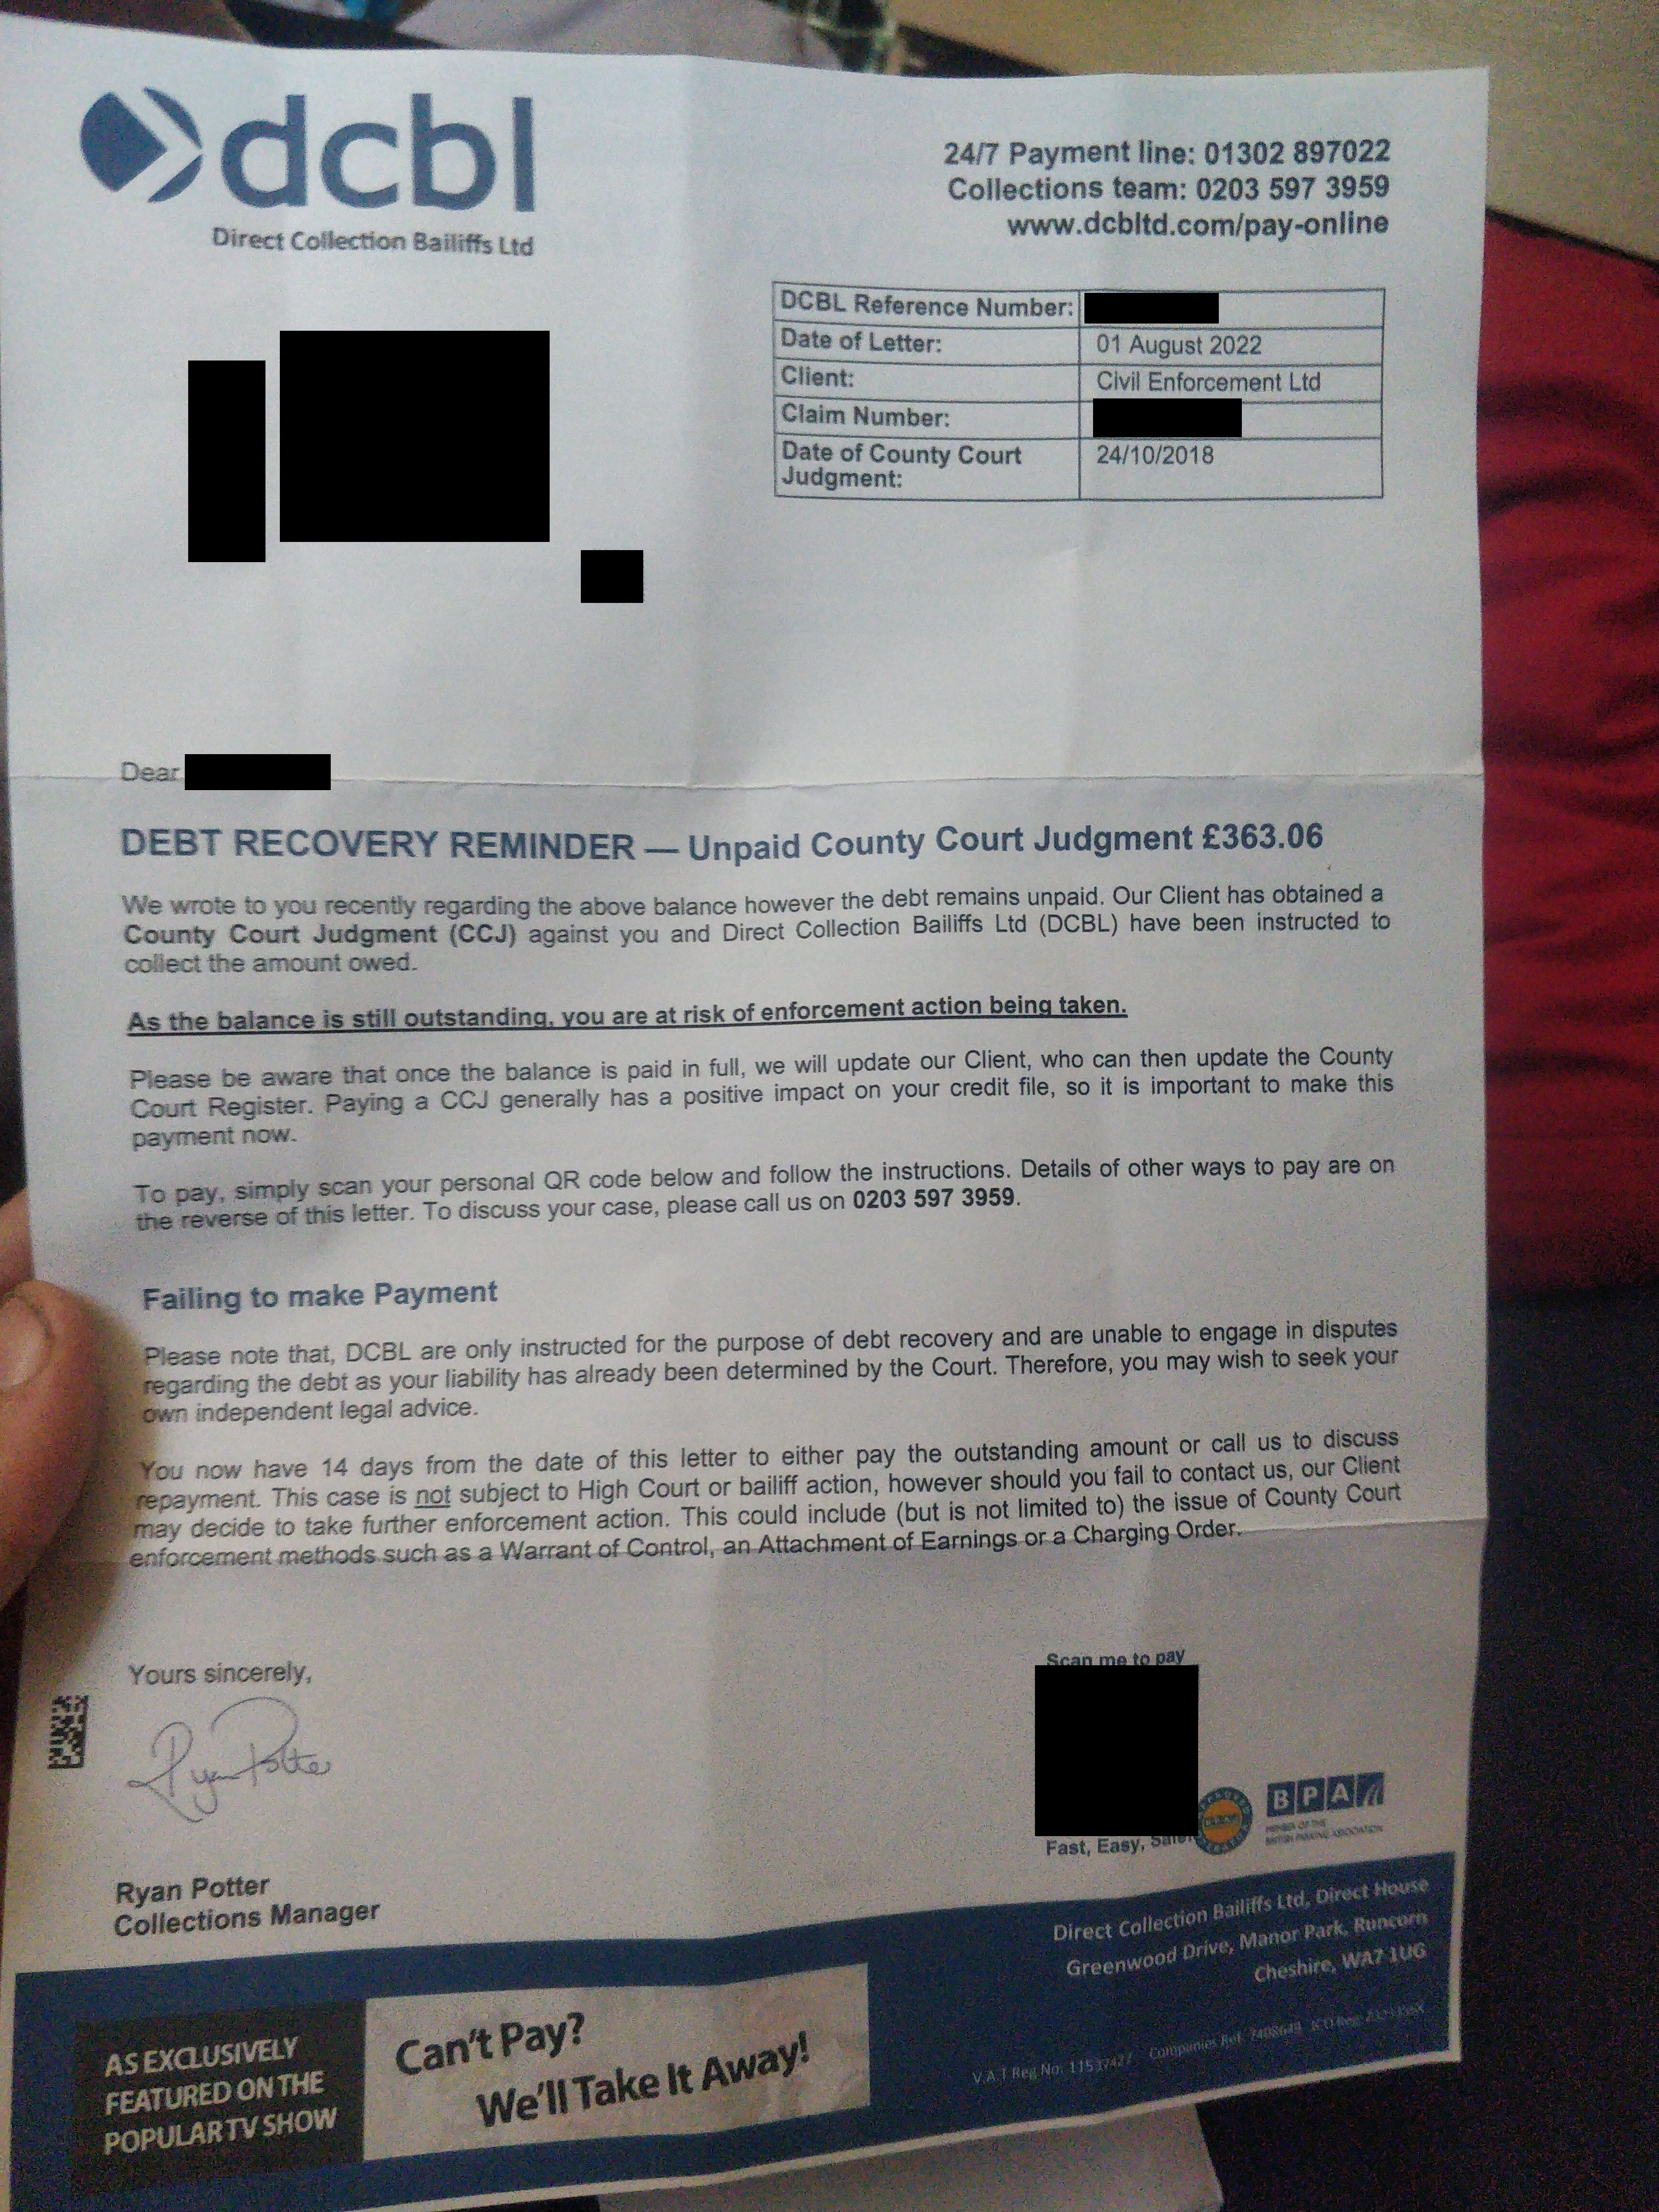 dcbl
Direct Collection Bailiffs Ltd
24/7 Payment line: 01302 897022
Collections team: 0203 597 3959
www.dcbltd.com/pay-online
DCBL Reference Number:
Date of Letter: 01 August 2022
Client: Civil Enforcement Ltd
Claim Number:
Date of County Court 24/10/2018
Judgment:
Dear
DEBT RECOVERY REMINDER — Unpaid County Court Judgment £363.06
We wrote to you recently regarding the above balance however the debt remains unpaid. Our Client has obtained a
County Court Judgment (CCJ) against you and Direct Collection Bailiffs Ltd (DCBL) have been instructed to
collect the amount owed.
As the balance is still outstanding, you are at risk of enforcement action being taken.
Please be aware that once the balance is paid in full, we will update our Client, who can then update the County
Court Register. Paying a CCJ generally has a positive impact on your credit file, so it is important to make this
payment now.
To pay, simply scan your personal QR code below and follow the instructions. Details of other ways to pay are on
the reverse of this letter. To discuss your case, please call us on 0203 597 3959.
Failing to make Payment
Please note that, DCBL are only instructed for the purpose of debt recovery and are unable to engage in disputes
regarding the debt as your liability has already been determined by the Court. Therefore, you may wish to seek your
own independent legal advice.
You now have 14 days from the date of this letter to either pay the outstanding amount or call us to discuss
repayment. This case is not subject to High Court or bailiff action, however should you fail to contact us, our Client
may decide to take further enforcement action. This could include (but is not limited to) the issue of County Court
enforcement methods such as a Warrant of Control, an Attachment of Earnings or a Charging Order.
Yours sincerely,
Scan me to pay
Ryan Potter
Fast, Easy,
BPA
MEMBER OF THE
BRITISH PARKING ASSOCIATION
Ryan Potter
Collections Manager
Direct Collection Bailiffs Ltd, Direct House
Greenwood Drive, Manor Park, Runcorn
Cheshire, WA7 1UG
V.A.T Reg No: Companies Ref:
AS EXCLUSIVELY
FEATURED ON THE
POPULAR TV SHOW
Can't Pay?
We'll Take It Away!